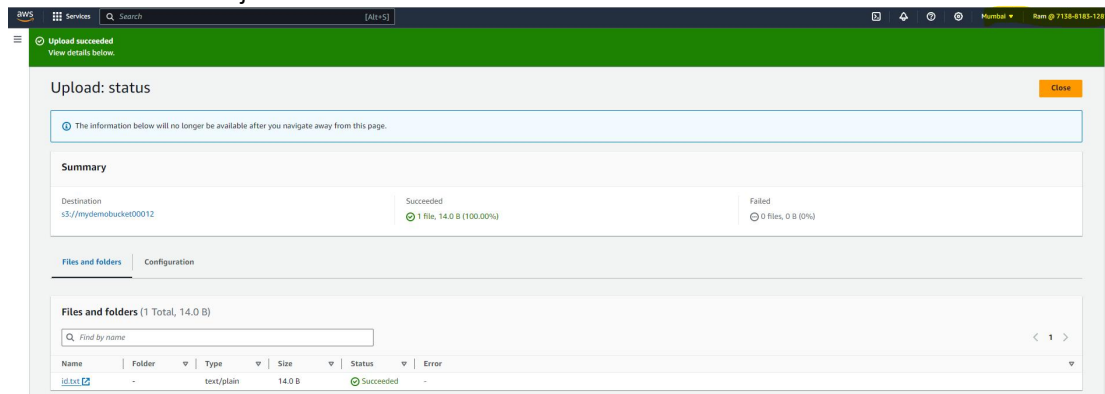 aws Services Search [Alt+S] Mumbai ▼ Ram @ 7138-8183-128
Upload succeeded
View details below.
Upload: status
Close
The information below will no longer be available after you navigate away from this page.
Summary
Destination Succeeded Failed
s3://mydemobucket00012 1 file, 14.0 B (100.00%) 0 files, 0 B (0%)
Files and folders Configuration
Files and folders (1 Total, 14.0 B)
Find by name < 1 >
Name Folder Type Size Status Error
id.txt - text/plain 14.0 B Succeeded -